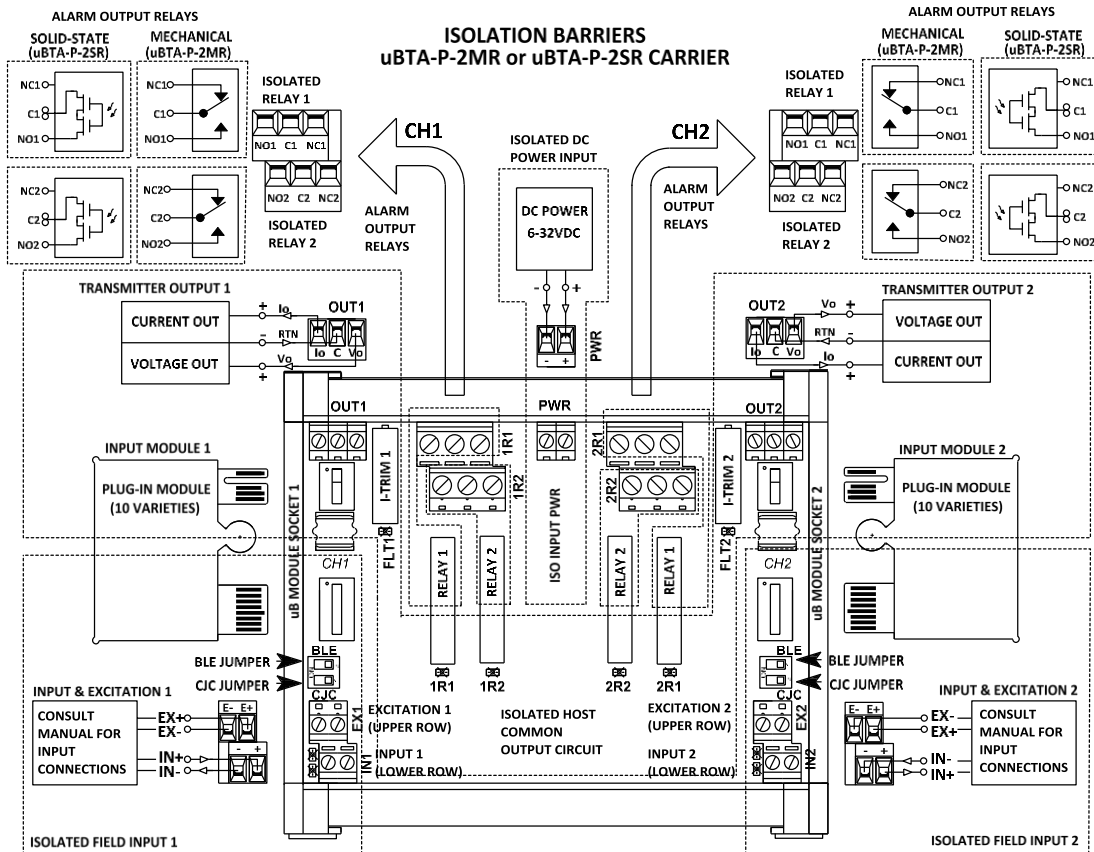 ALARM OUTPUT RELAYS
SOLID-STATE
(uBTA-P-2SR)
MECHANICAL
(uBTA-P-2MR)
NC1
C1
NO1
NC1
C1
NO1
NC2
C2
NO2
NC2
C2
NO2
ISOLATED
RELAY 1
NO1 C1 NC1
NO2 C2 NC2
ISOLATED
RELAY 2
ISOLATION BARRIERS
uBTA-P-2MR or uBTA-P-2SR CARRIER
CH1
ALARM
OUTPUT
RELAYS
ISOLATED DC
POWER INPUT
DC POWER
6-32VDC
- +
- +
PWR
CH2
ALARM
OUTPUT
RELAYS
ALARM OUTPUT RELAYS
MECHANICAL
(uBTA-P-2MR)
SOLID-STATE
(uBTA-P-2SR)
ISOLATED
RELAY 1
NO1 C1 NC1
NO2 C2 NC2
ISOLATED
RELAY 2
NC1
C1
NO1
NC1
C1
NO1
NC2
C2
NO2
NC2
C2
NO2
TRANSMITTER OUTPUT 1
CURRENT OUT
VOLTAGE OUT
+ Io
- RTN
Vo
+
OUT1
Io C Vo
TRANSMITTER OUTPUT 2
VOLTAGE OUT
CURRENT OUT
Vo +
RTN -
Io
+
OUT2
Io C Vo
OUT1
PWR
OUT2
INPUT MODULE 1
PLUG-IN MODULE
(10 VARIETIES)
uB MODULE SOCKET 1
I-TRIM 1
FLT1
CH1
1R1
1R2
RELAY 1
RELAY 2
ISO INPUT PWR
2R1
2R2
RELAY 2
RELAY 1
I-TRIM 2
FLT2
CH2
uB MODULE SOCKET 2
INPUT MODULE 2
PLUG-IN MODULE
(10 VARIETIES)
BLE JUMPER
CJC JUMPER
BLE
CJC
1R1
1R2
2R2
2R1
BLE
CJC
BLE JUMPER
CJC JUMPER
INPUT & EXCITATION 1
CONSULT
MANUAL FOR
INPUT
CONNECTIONS
EX+
EX-
IN+
IN-
E- E+
- +
EX1
IN1
EXCITATION 1
(UPPER ROW)
INPUT 1
(LOWER ROW)
ISOLATED HOST
COMMON
OUTPUT CIRCUIT
EXCITATION 2
(UPPER ROW)
INPUT 2
(LOWER ROW)
EX2
IN2
INPUT & EXCITATION 2
E- E+
- +
EX-
EX+
IN-
IN+
CONSULT
MANUAL FOR
INPUT
CONNECTIONS
ISOLATED FIELD INPUT 1
ISOLATED FIELD INPUT 2